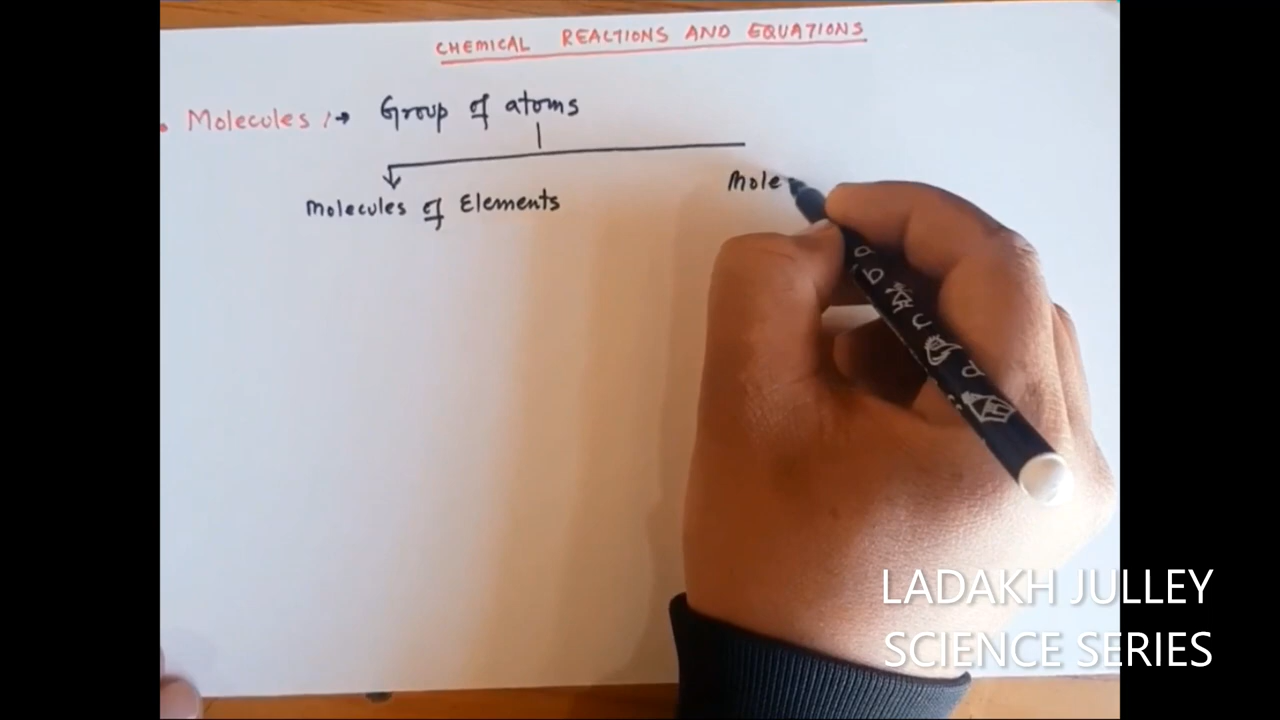 CHEMICAL REACTIONS AND EQUATIONS
• Molecules :→ Group of atoms
Molecules of Elements
Mole
LADAKH JULLEY
SCIENCE SERIES